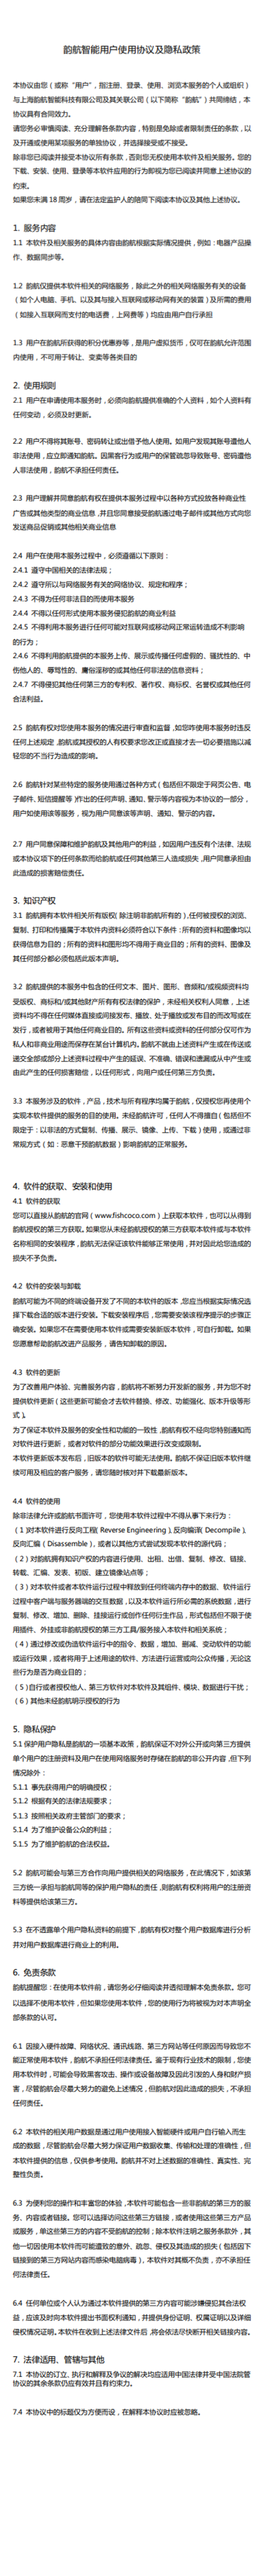 韵航智能用户使用协议及隐私政策
本协议由您（或称“用户”，指注册、登录、使用、浏览本服务的个人或组织）
与上海韵航智能科技有限公司及其关联公司（以下简称“韵航”）共同缔结，本
协议具有合同效力。
请您务必审慎阅读、充分理解各条款内容，特别是免除或者限制责任的条款，以
及开通或使用某项服务的单独协议，并选择接受或不接受。
除非您已阅读并接受本协议所有条款，否则您无权使用本软件及相关服务。您的
下载、安装、使用、登录等本软件应用的行为即视为您已阅读并同意上述协议的
约束。
如果您未满 18 周岁，请在法定监护人的陪同下阅读本协议及其他上述协议。
1. 服务内容
1.1 本软件及相关服务的具体内容由韵航根据实际情况提供，例如：电器产品操
作、数据同步等。
1.2 韵航仅提供本软件相关的网络服务，除此之外的相关网络服务有关的设备
（如个人电脑、手机、以及其与接入互联网或移动网有关的装置）及所需的费用
（如接入互联网而支付的电话费，上网费等）均应由用户自行承担
1.3 用户在韵航所获得的积分优惠券等，是用户虚拟货币，仅可在韵航允许范围
内使用，不可用于转让、变卖等各类目的
2. 使用规则
2.1 用户在申请使用本服务时，必须向韵航提供准确的个人资料，如个人资料有
任何变动，必须及时更新。
2.2 用户不得将其账号、密码转让或出借予他人使用。如用户发现其账号遭他人
非法使用，应立即通知韵航。因黑客行为或用户的保管疏忽导致账号、密码遭他
人非法使用，韵航不承担任何责任。
2.3 用户理解并同意韵航有权在提供本服务过程中以各种方式投放各种商业性
广告或其他类型的商业信息，并且您同意接受韵航通过电子邮件或其他方式向您
发送商品促销或其他相关商业信息
2.4 用户在使用本服务过程中，必须遵循以下原则：
2.4.1 遵守中国相关的法律法规；
2.4.2 遵守所以与网络服务有关的网络协议、规定和程序；
2.4.3 不得为任何非法目的而使用本服务
2.4.4 不得以任何形式使用本服务侵犯韵航的商业利益
2.4.5 不得利用本服务进行任何可能对互联网或移动网正常运转造成不利影响
的行为；
2.4.6 不得利用韵航提供的本服务上传、展示或传播任何虚假的、骚扰性的、中
伤他人的、辱骂性的、庸俗淫秽的或其他任何非法的信息资料；
2.4.7 不得侵犯其他任何第三方的专利权、著作权、商标权、名誉权或其他任何
合法利益。
2.5 韵航有权对您使用本服务的情况进行审查和监督，如您咋使用本服务时违反
任何上述规定，韵航或其授权的人有权要求您改正或直接才去一切必要措施以减
轻您的不当行为造成的影响。
2.6 韵航针对某些特定的服务使用通过各种方式（包括但不限定于网页公告、电
子邮件、短信提醒等）作出的任何声明、通知、警示等内容视为本协议的一部分，
用户如使用该等服务，视为用户同意该等声明、通知、警示的内容。
2.7 用户同意保障和维护韵航及其他用户的利益，如因用户违反有个法律、法规
或本协议项下的任何条款而给韵航或任何其他第三人造成损失，用户同意承担由
此造成的损害赔偿责任。
3. 知识产权
3.1 韵航拥有本软件相关所有版权（除注明非韵航所有的），任何被授权的浏览、
复制、打印和传播属于本软件内资料必须符合以下条件：所有的资料和图像均以
获得信息为目的；所有的资料和图形均不得用于商业目的；所有的资料、图像及
其任何部分都必须包括此版本声明。
3.2 韵航提供的本服务中包含的任何文本、图片、图形、音频和/或视频资料均
受版权、商标和/或其他财产所有有权法律的保护，未经相关权利人同意，上述
资料均不得在任何媒体直接或间接发布、播放、处于播放或发布目的而改写或在
发行，或者被用于其他任何商业目的。所有这些资料或资料的任何部分仅可作为
私人和非商业用途而保存在某台计算机内。韵航不就由上述资料产生或在传送或
递交全部或部分上述资料过程中产生的延误、不准确、错误和遗漏或从中产生或
由此产生的任何损害赔偿，以任何形式，向用户或任何第三方负责。
3.3 本服务涉及的软件，产品，技术与所有程序均属于韵航，仅授权您再使用个
实现本软件提供的服务的目的使用。未经韵航许可，任何人不得擅自（包括但不
限定于：以非法的方式复制、传播、展示、镜像、上传、下载）使用，或通过非
常规方式（如：恶意干预韵航数据）影响韵航的正常服务。
4. 软件的获取、安装和使用
4.1 软件的获取
您可以直接从韵航的官网（www.fishcoco.com）上获取本软件，也可以从得到
韵航授权的第三方获取。如果您从未经韵航授权的第三方获取本软件或与本软件
名称相同的安装程序，韵航无法保证该软件能够正常使用，并对因此给您造成的
损失不予负责。
4.2 软件的安装与卸载
韵航可能为不同的终端设备开发了不同的本软件的版本，您应当根据实际情况选
择下载合适的版本进行安装。下载安装程序后，您需要安装该程序提示的步骤正
确安装。如果您不在需要使用本软件或需要安装新版本软件，可自行卸载。如果
您愿意帮助韵航改进产品服务，请告知卸载的原因。
4.3 软件的更新
为了改善用户体验、完善服务内容，韵航将不断努力开发新的服务，并为您不时
提供软件更新（这些更新可能会才去软件替换、修改、功能强化、版本升级等形
式）。
为了保证本软件及服务的安全性和功能的一致性，韵航有权不经向您特别通知而
对软件进行更新，或者对软件的部分功能效果进行改变或限制。
本软件更新版本发布后，旧版本的软件可能无法使用。韵航不保证旧版本软件继
续可用及相应的客户服务，请您随时核对并下载最新版本。
4.4 软件的使用
除非法律允许或韵航书面许可，您使用本软件过程中不得从事下来行为：
（1）对本软件进行反向工程（Reverse Engineering）、反向编译（Decompile）、
反向汇编（Disassemble），或者以其他方式尝试发现本软件的源代码；
（2）对韵航拥有知识产权的内容进行使用、出租、出借、复制、修改、链接、
转载、汇编、发表、初版、建立镜像站点等；
（3）对本软件或者本软件运行过程中释放到任何终端内存中的数据、软件运行
过程中客户端与服务器端的交互数据，以及本软件运行所必需的系统数据，进行
复制、修改、增加、删除、挂接运行或创作任何衍生作品，形式包括但不限于使
用插件、外挂或非韵航授权的第三方工具/服务接入本软件和相关系统；
（4）通过修改或伪造软件运行中的指令、数据，增加、删减、变动软件的功能
或运行效果，或者将用于上述用途的软件、方法进行运营或向公众传播，无论这
些行为是否为商业目的；
（5）自行或者授权他人、第三方软件对本软件及其组件、模块、数据进行干扰；
（6）其他未经韵航明示授权的行为
5. 隐私保护
5.1 保护用户隐私是韵航的一项基本政策，韵航保证不对外公开或向第三方提供
单个用户的注册资料及用户在使用网络服务时存储在韵航的非公开内容，但下列
情况除外：
5.1.1 事先获得用户的明确授权；
5.1.2 根据有关的法律法规要求；
5.1.3 按照相关政府主管部门的要求；
5.1.4 为了维护设备公众的利益；
5.1.5 为了维护韵航的合法权益。
5.2 韵航可能会与第三方合作向用户提供相关的网络服务，在此情况下，如该第
三方统一承担与韵航同等的保护用户隐私的责任，则韵航有权利将用户的注册资
料等提供给该第三方。
5.3 在不透露单个用户隐私资料的前提下，韵航有权对整个用户数据库进行分析
并对用户数据库进行商业上的利用。
6. 免责条款
韵航提醒您：在使用本软件前，请您务必仔细阅读并透彻理解本免责条款。您可
以选择不使用本软件，但如果您使用本软件，您的使用行为将被视为对本声明全
部条款的认可。
6.1 因接入硬件故障、网络状况、通讯线路、第三方网站等任何原因而导致您不
能正常使用本软件，韵航不承担任何法律责任。鉴于现有行业技术的限制，您使
用本软件时，可能会导致黑客攻击、操作或设备故障及因此引发的人身和财产损
害，尽管韵航会尽最大努力的避免上述情况，但韵航对因此造成的损失，不承担
任何责任。
6.2 本软件的相关用户数据是通过用户使用接入智能硬件或用户自行输入而生
成的数据，尽管韵航会尽最大努力保证用户数据收集、传输和处理的准确性，但
本软件提供的信息，仅供参考使用。韵航并不对上述数据的准确性、真实性、完
整性负责。
6.3 为便利您的操作和丰富您的体验，本软件可能包含一些非韵航的第三方的服
务、内容或者链接。您可以选择访问这些第三方链接，或者使用这些第三方产品
或服务，单这些第三方的内容不受韵航的控制；除本软件注明之服务条款外，其
他一切因使用本软件而可能遭致的意外、疏忽、侵权及其造成的损失（包括因下
链接到的第三方网站内容而感染电脑病毒），本软件对其概不负责，亦不承担任
何法律责任。
6.4 任何单位或个人认为通过本软件提供的第三方内容可能涉嫌侵犯其合法权
益，应该及时向本软件提出书面权利通知，并提供身份证明、权属证明以及详细
侵权情况证明。本软件在收到上述法律文件后，将会依法尽快断开相关链接内容。
7. 法律适用、管辖与其他
7.1 本协议的订立、执行和解释及争议的解决均应适用中国法律并受中国法院管
协议的其余条款仍应有效并且有约束力。
7.4 本协议中的标题仅为方便而设，在解释本协议时应被忽略。